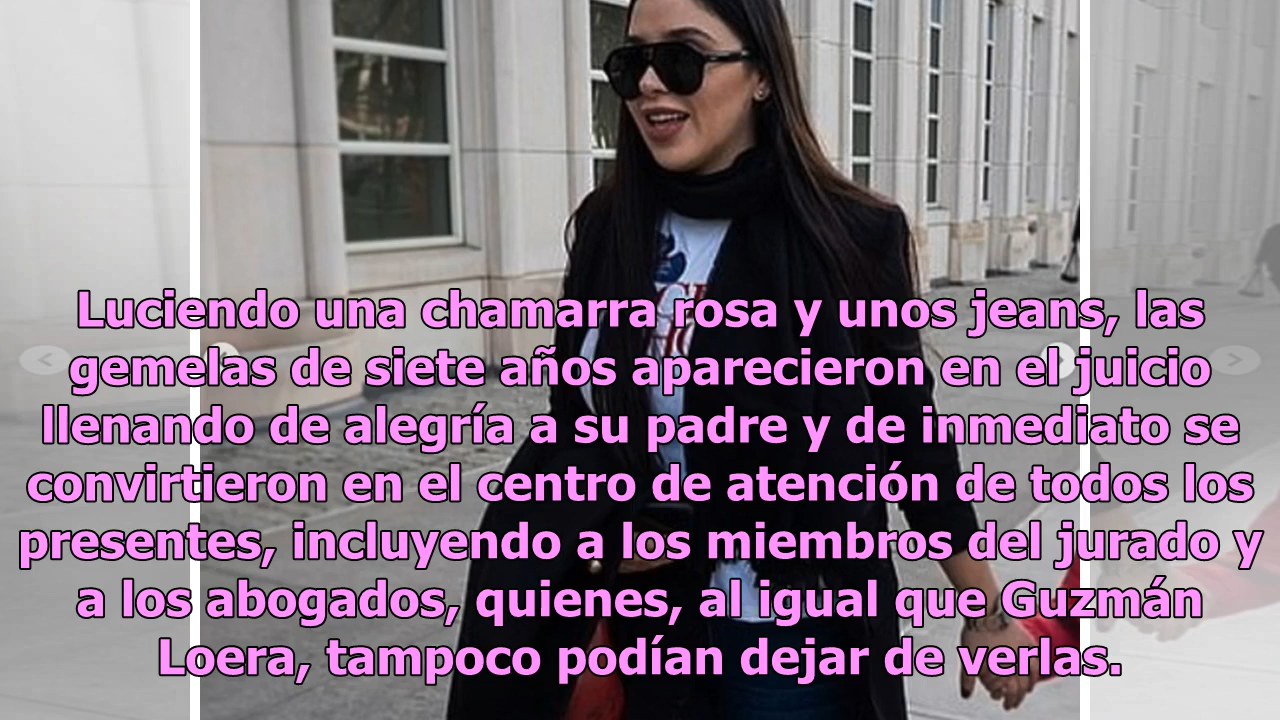 Luciendo una chamarra rosa y unos jeans, las
gemelas de siete años aparecieron en el juicio
llenando de alegría a su padre y de inmediato se
convirtieron en el centro de atención de todos los
presentes, incluyendo a los miembros del jurado y
a los abogados, quienes, al igual que Guzmán
Loera, tampoco podían dejar de verlas.